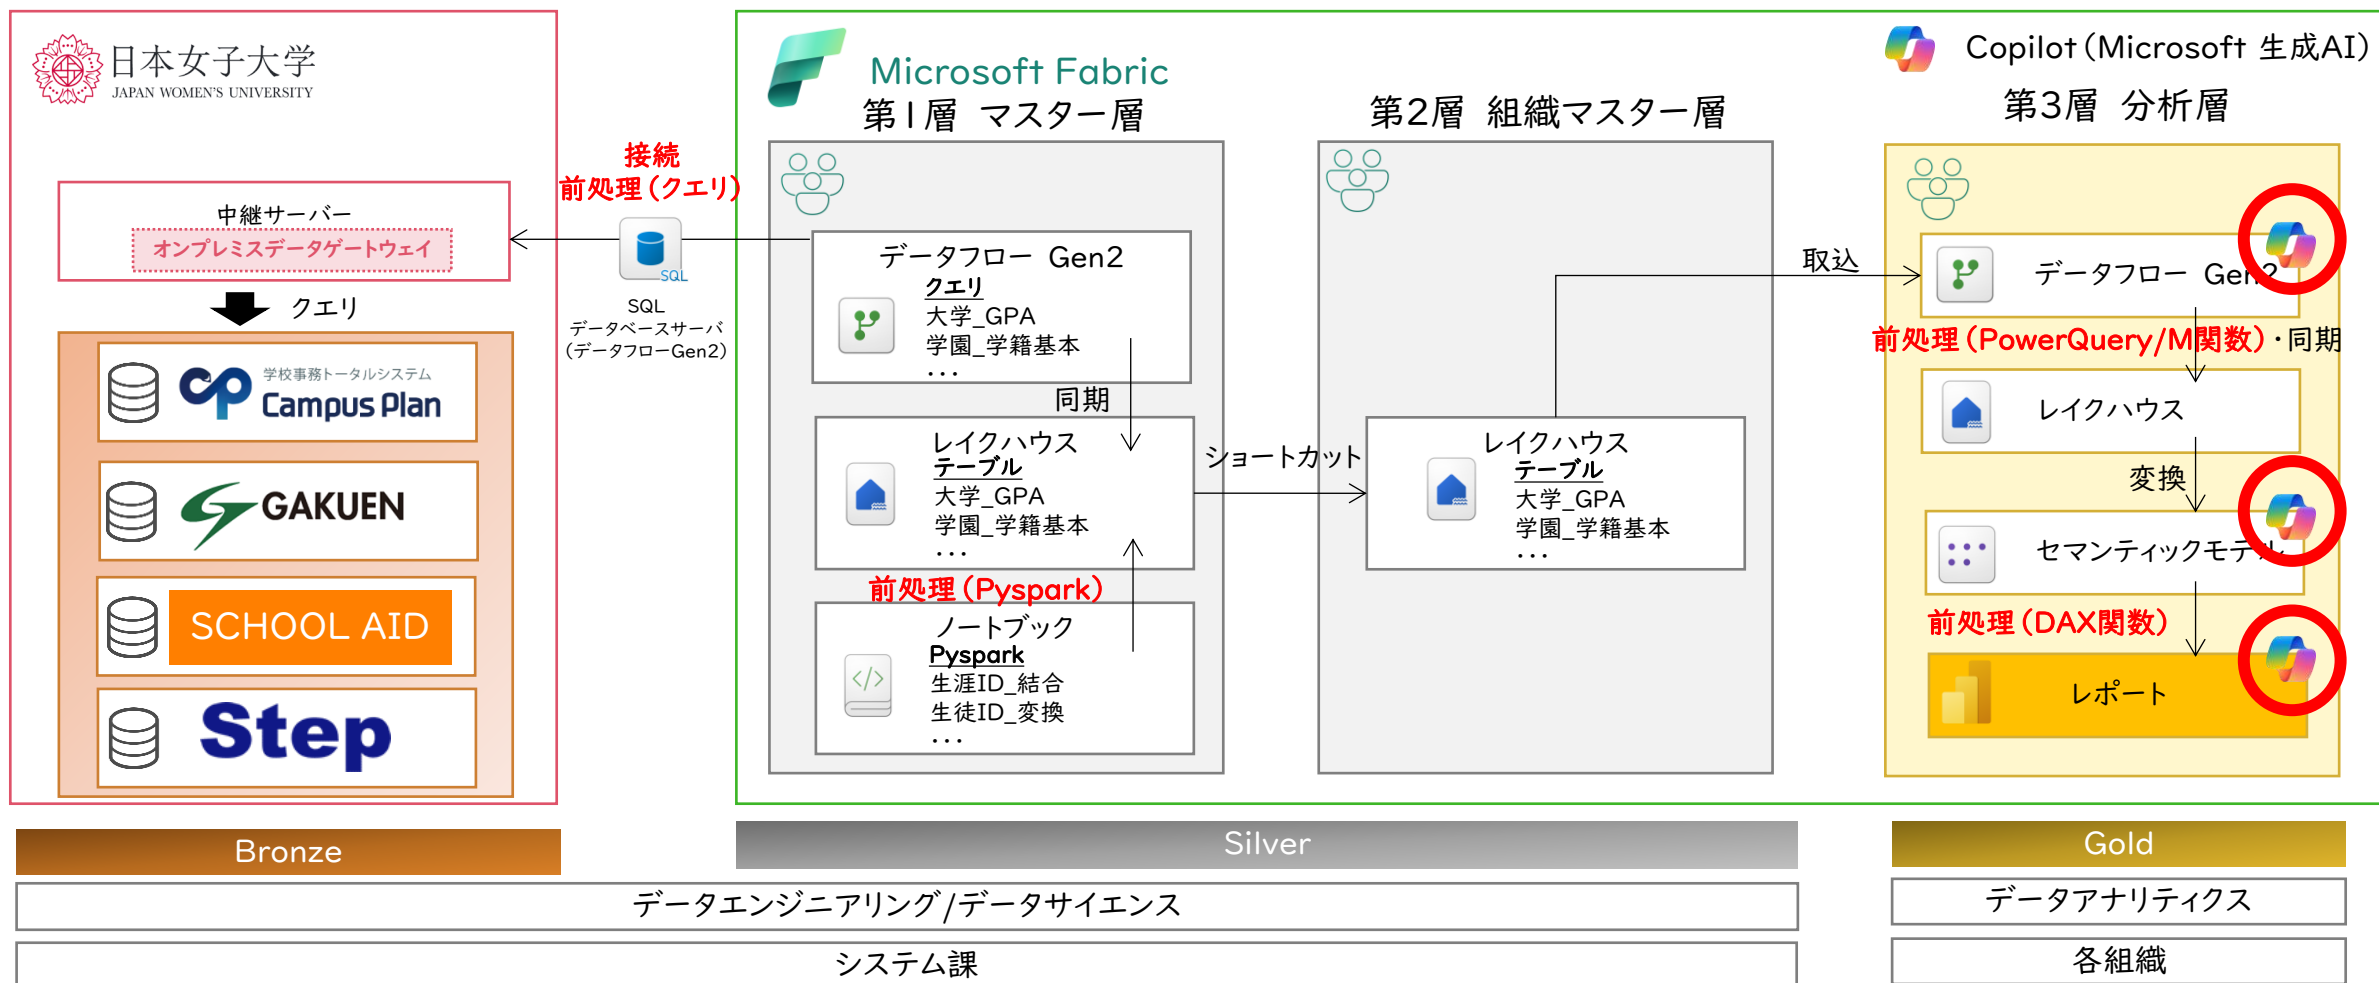 日本女子大学
JAPAN WOMEN'S UNIVERSITY
中継サーバー
オンプレミスデータゲートウェイ
クエリ
学校事務トータルシステム
Campus Plan
GAKUEN
SCHOOL AID
Step
接続
前処理(クエリ)
SQL
SQL
データベースサーバ
(データフローGen2)
Microsoft Fabric
第1層 マスター層
データフロー Gen2
クエリ
大学_GPA
学園_学籍基本
...
同期
レイクハウス
テーブル
大学_GPA
学園_学籍基本
...
前処理(Pyspark)
ノートブック
Pyspark
生涯ID_結合
生徒ID_変換
...
ショートカット
第2層 組織マスター層
レイクハウス
テーブル
大学_GPA
学園_学籍基本
...
取込
Copilot(Microsoft 生成AI)
第3層 分析層
データフロー Gen2
前処理(PowerQuery/M関数)・同期
レイクハウス
変換
セマンティックモデル
前処理(DAX関数)
レポート
Bronze
Silver
Gold
データエンジニアリング/データサイエンス
データアナリティクス
システム課
各組織